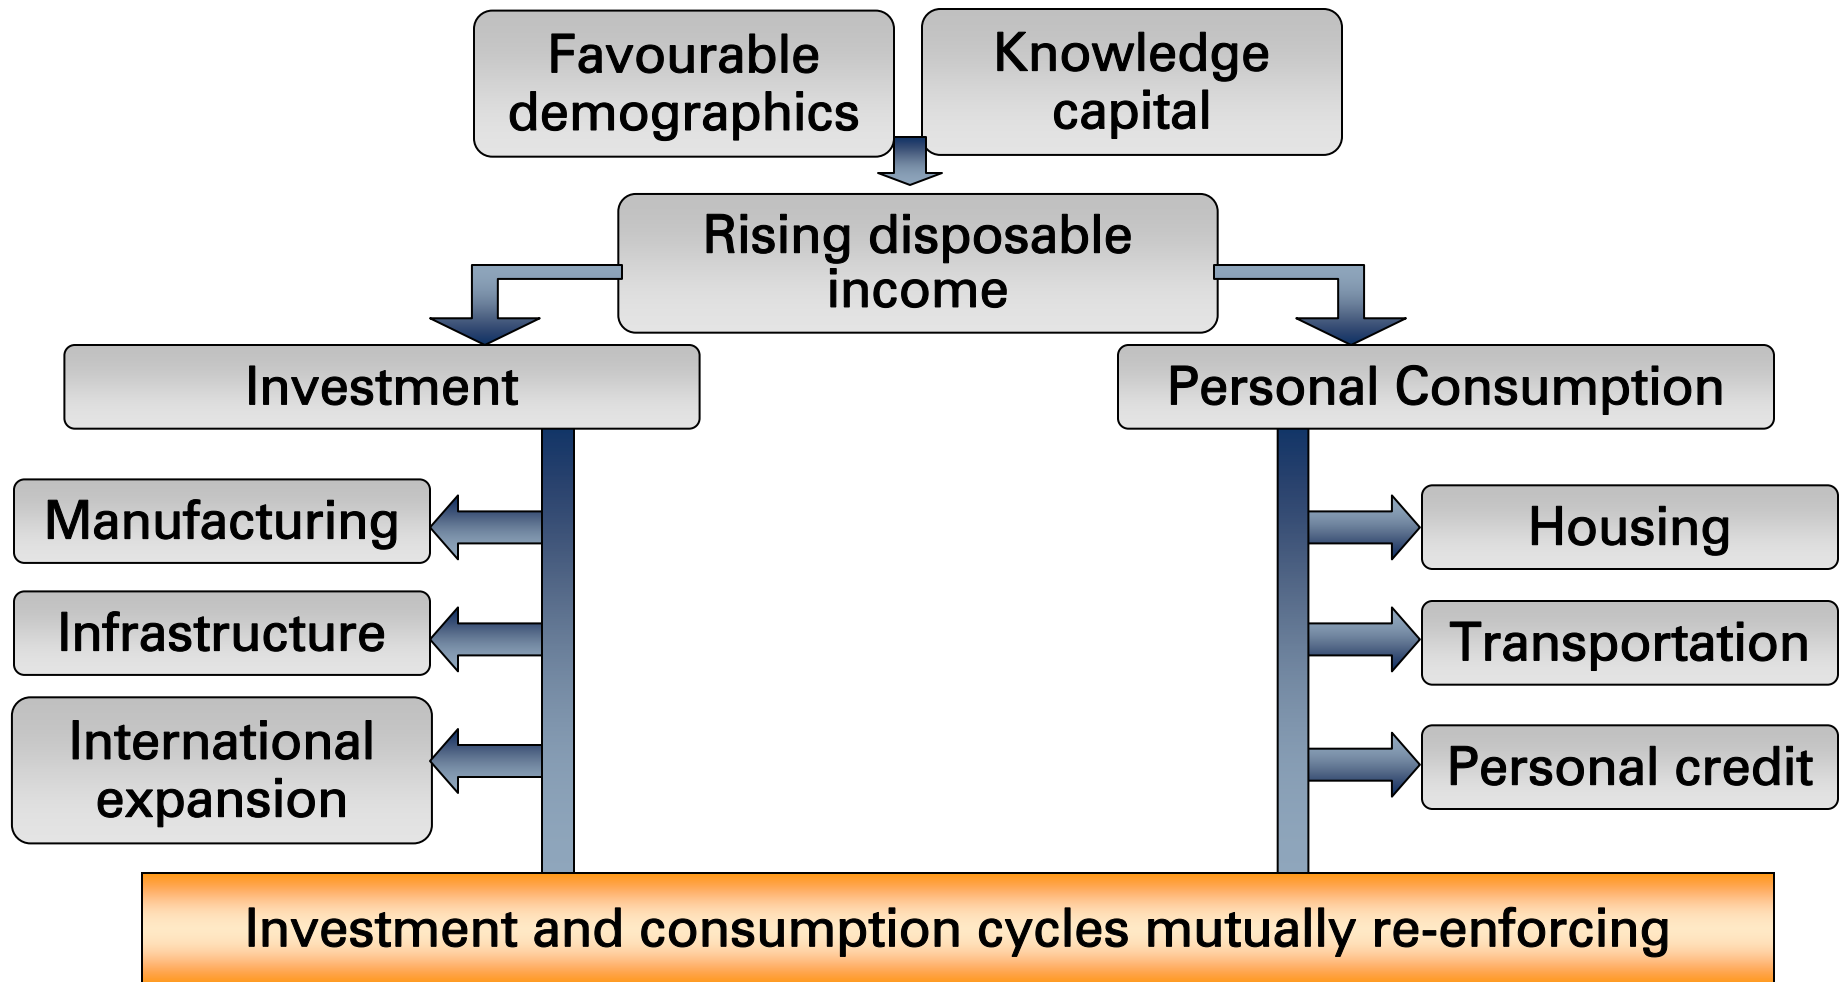 Favourable
demographics
Knowledge
capital
Rising disposable
income
Investment
Personal Consumption
Manufacturing
Housing
Infrastructure
Transportation
International
expansion
Personal credit
Investment and consumption cycles mutually re-enforcing